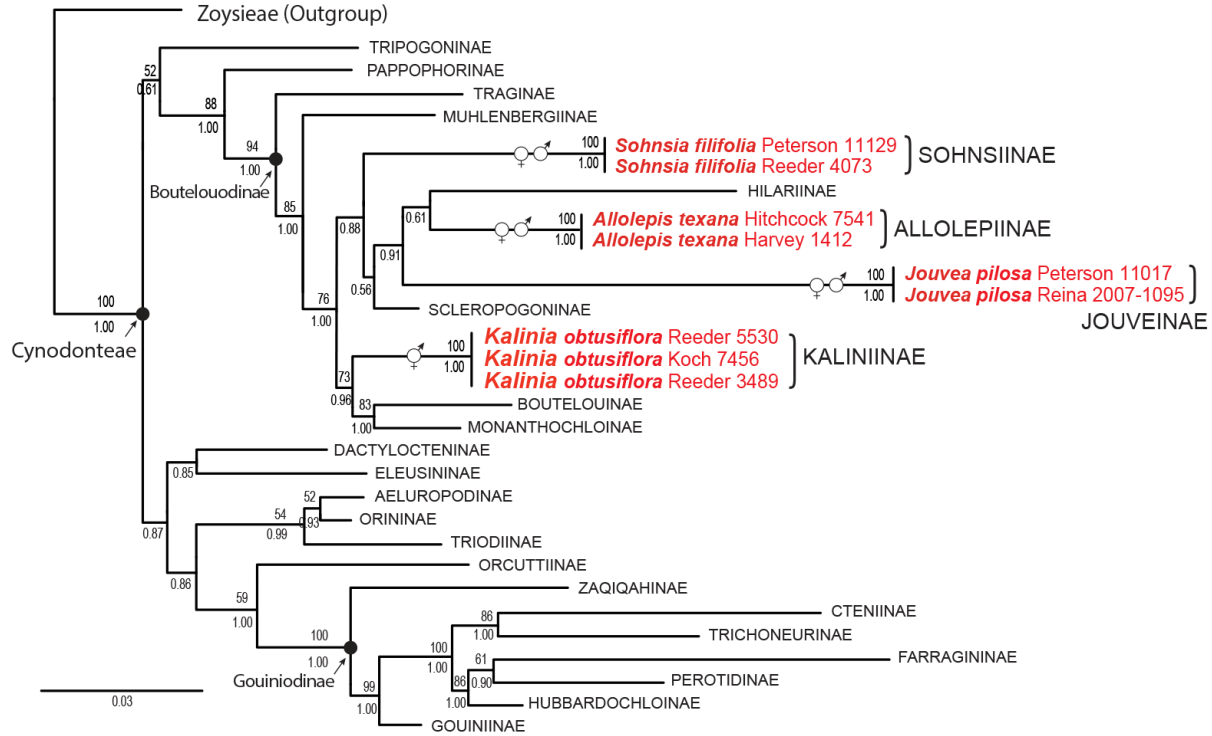 Zoysieae (Outgroup)
TRIPOGONINAE
52
0.61
PAPPOPHORINAE
88
1.00
TRAGINAE
94
1.00
Boutelouodinae
MUHLENBERGIINAE
85
1.00
100
1.00
Sohnsia filifolia Peterson 11129
Sohnsia filifolia Reeder 4073
SOHNSIINAE
0.88
HILARIINAE
0.61
100
1.00
Allolepis texana Hitchcock 7541
Allolepis texana Harvey 1412
ALLOLEPIINAE
0.91
0.56
100
1.00
Jouvea pilosa Peterson 11017
Jouvea pilosa Reina 2007-1095
JOUVEINAE
SCLEROPOGONINAE
76
1.00
100
1.00
Cynodonteae
100
1.00
Kalinia obtusiflora Reeder 5530
Kalinia obtusiflora Koch 7456
Kalinia obtusiflora Reeder 3489
KALINIINAE
73
0.96
83
1.00
BOUTELOUINAE
MONANTHOCHLOINAE
DACTYLOCTENINAE
0.85
ELEUSININAE
52
0.93
AELUROPODINAE
54
0.99
ORININAE
0.87
TRIODIINAE
0.86
ORCUTTIINAE
59
1.00
ZAQIQAHINAE
100
1.00
Gouiniodinae
CTENIINAE
86
1.00
TRICHONEURINAE
100
1.00
FARRAGININAE
61
0.90
PEROTIDINAE
86
1.00
HUBBARDOCHLOINAE
99
1.00
GOUINIINAE
0.03